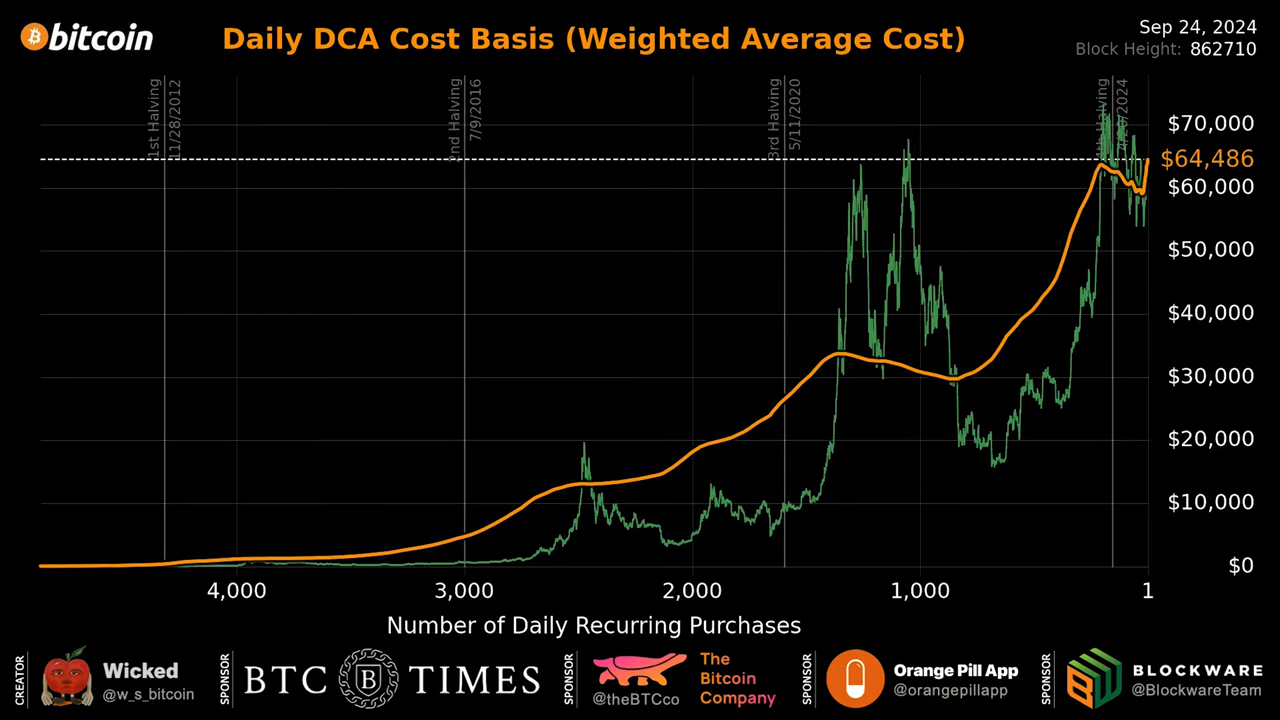 bitcoin
Daily DCA Cost Basis (Weighted Average Cost)
Sep 24, 2024
Block Height: 862710
1st Halving
11/28/2012
2nd Halving
7/9/2016
3rd Halving
5/11/2020
Halving
$70,000
$64,486
$60,000
$50,000
$40,000
$30,000
$20,000
$10,000
$0
4,000
3,000
2,000
1,000
1
Number of Daily Recurring Purchases
CREATOR
Wicked
@w_s_bitcoin
SPONSOR
BTC B TIMES
SPONSOR
@theBTCco
The
Bitcoin
Company
SPONSOR
Orange Pill App
@orangepillapp
SPONSOR
BLOCKWARE
@BlockwareTeam